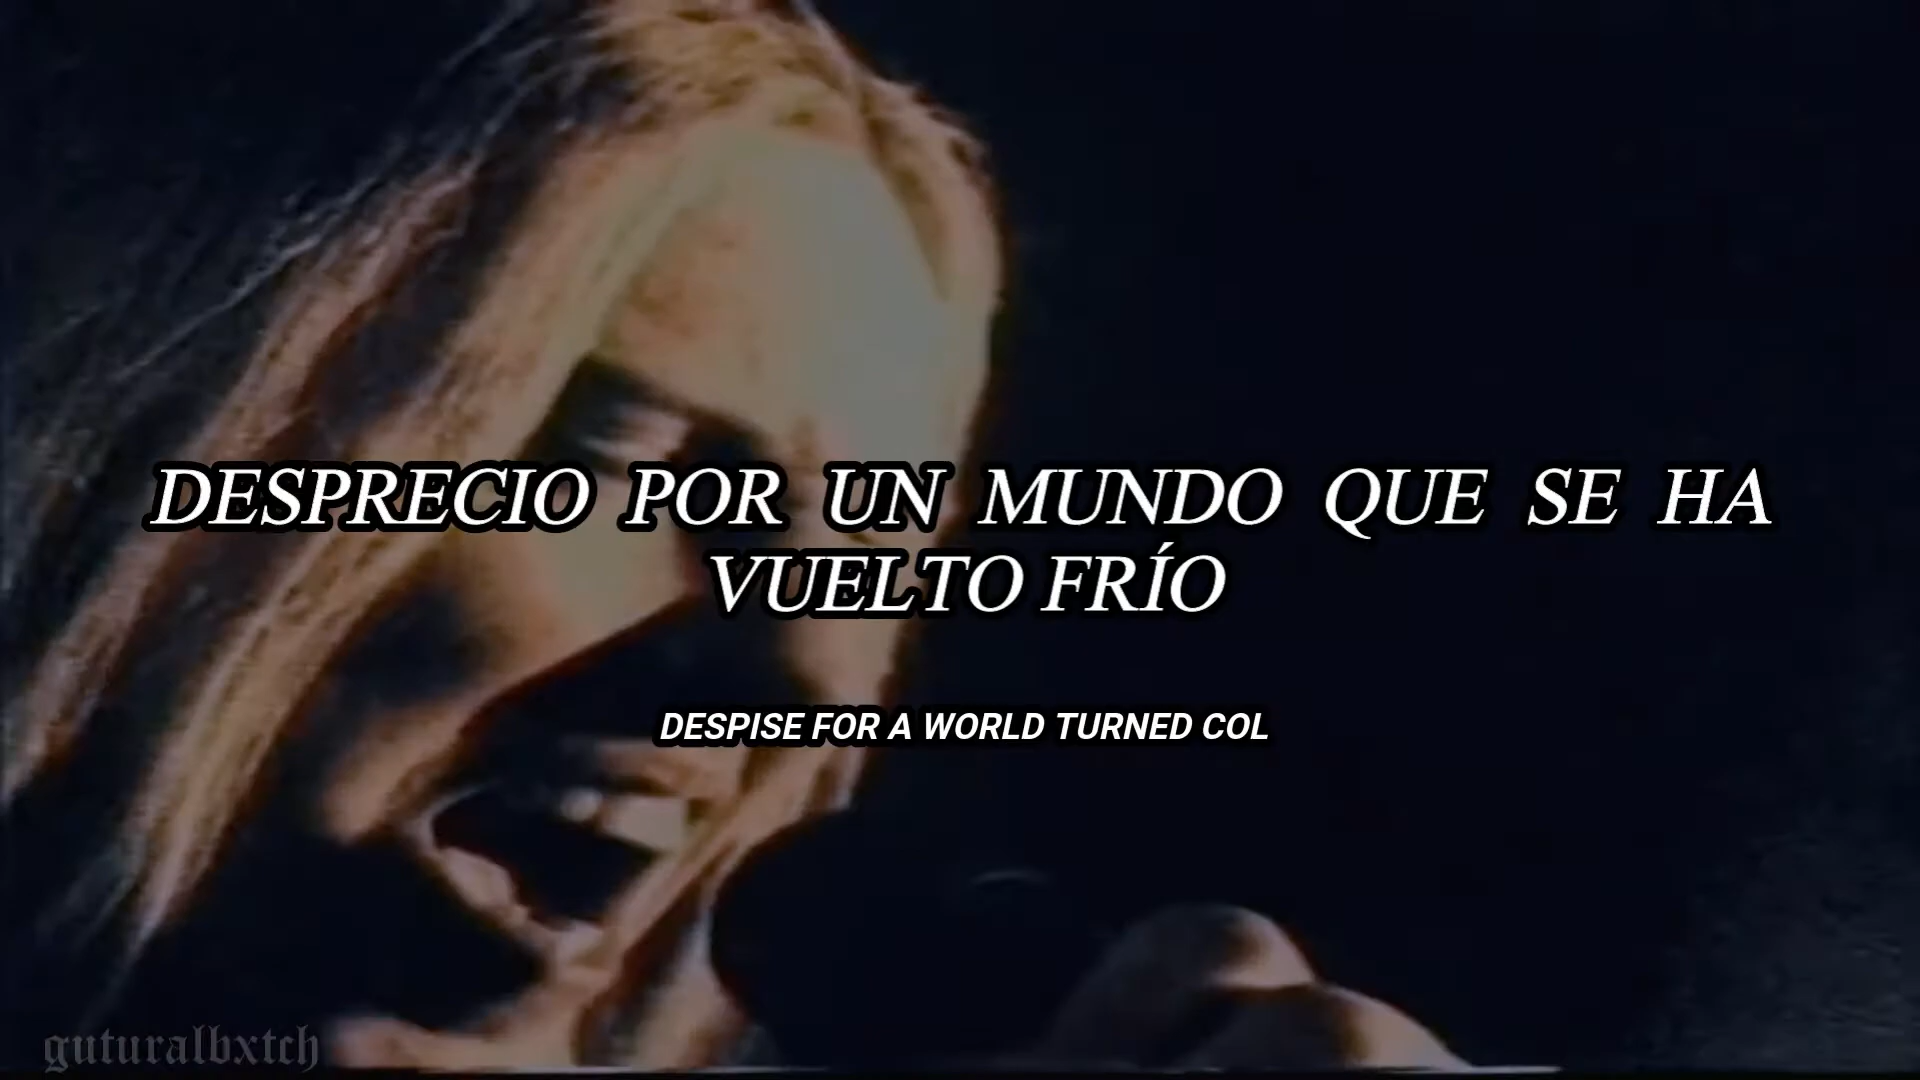 DESPRECIO POR UN MUNDO QUE SE HA
VUELTO FRÍO
DESPISE FOR A WORLD TURNED COL
guturalbxtch